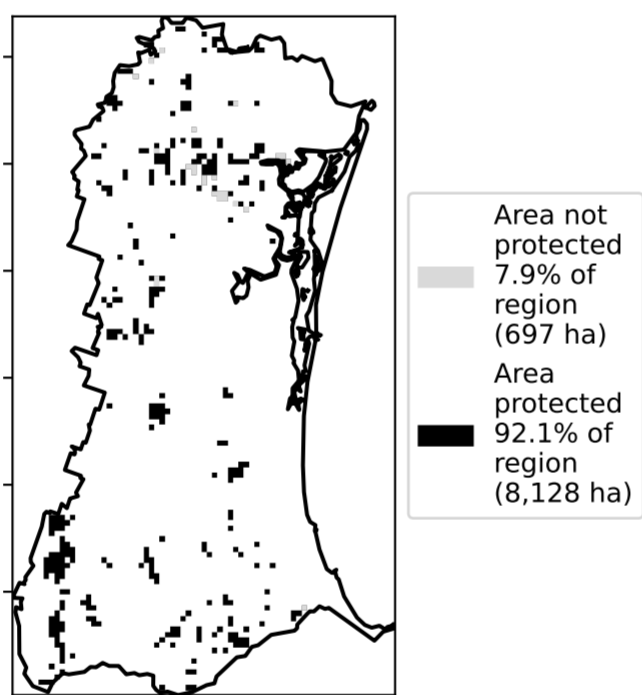 Area not
protected
7.9% of
region
(697 ha)
Area
protected
92.1% of
region
(8,128 ha)